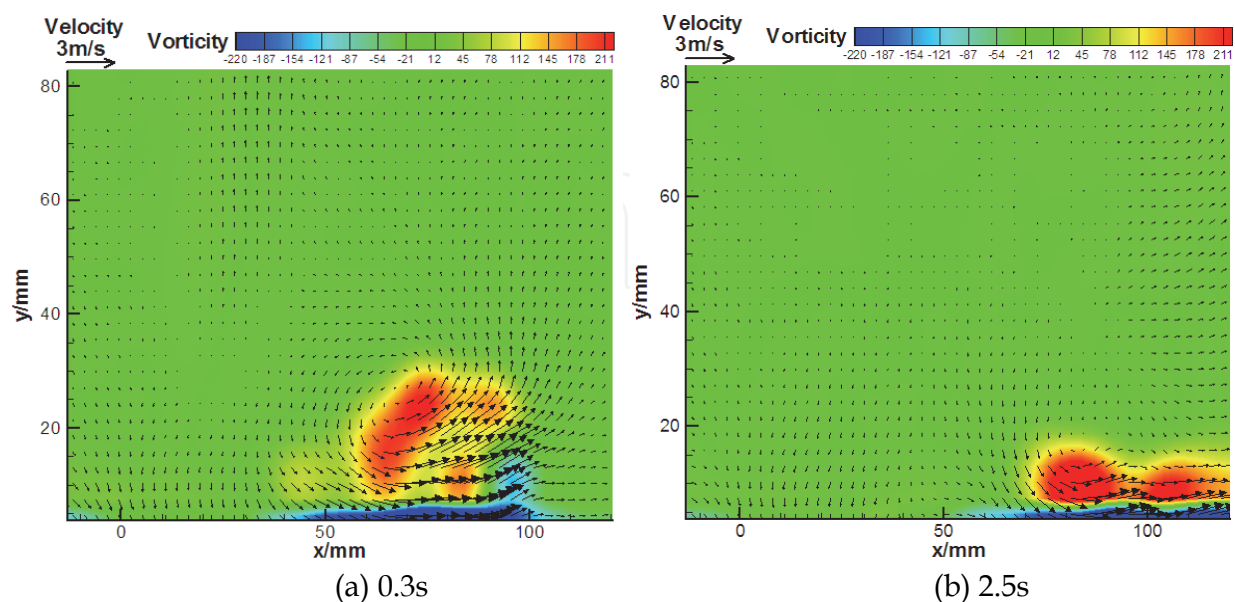 Velocity
3m/s
Vorticity
-220 -187 -154 -121 -87 -54 -21 12 45 78 112 145 178 211
80
60
40
20
y/mm
0 50 100
x/mm
(a) 0.3s
Velocity
3m/s
Vorticity
-220 -187 -154 -121 -87 -54 -21 12 45 78 112 145 178 211
80
60
40
20
y/mm
0 50 100
x/mm
(b) 2.5s